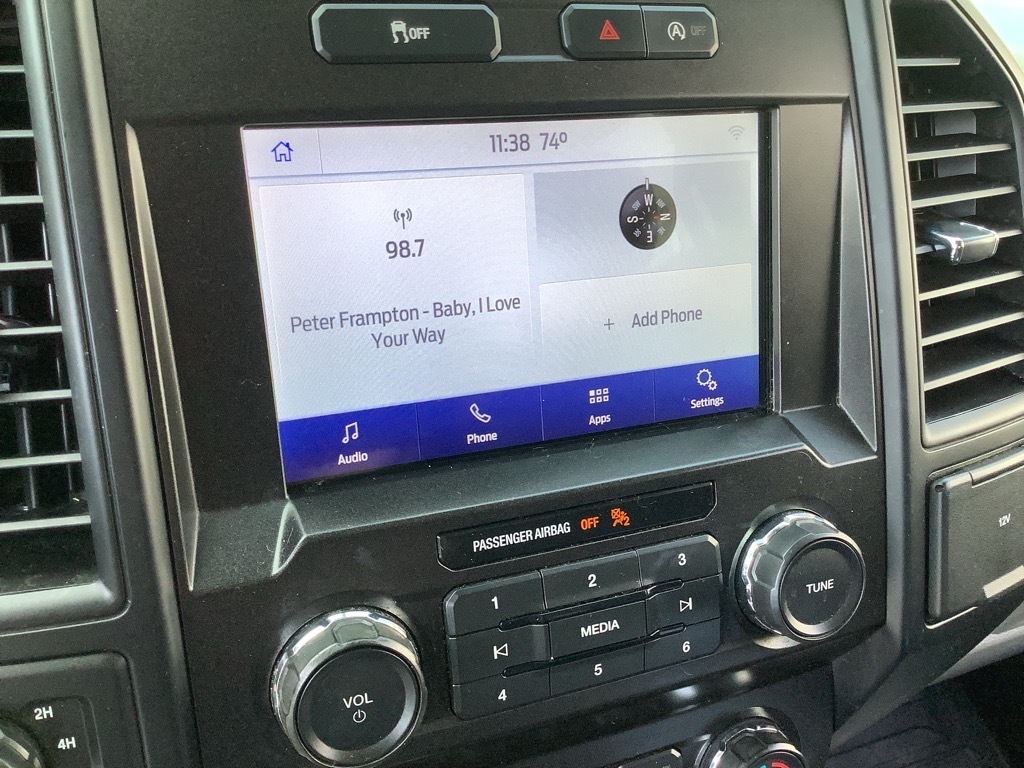 OFF
A OFF
11:38 74°
98.7
Peter Frampton - Baby, I Love
Your Way
W
S N
E
+ Add Phone
Audio
Phone
Apps
Settings
PASSENGER AIRBAG OFF 2
1 2 3
MEDIA
4 5 6
VOL
TUNE
12V
2H
4H